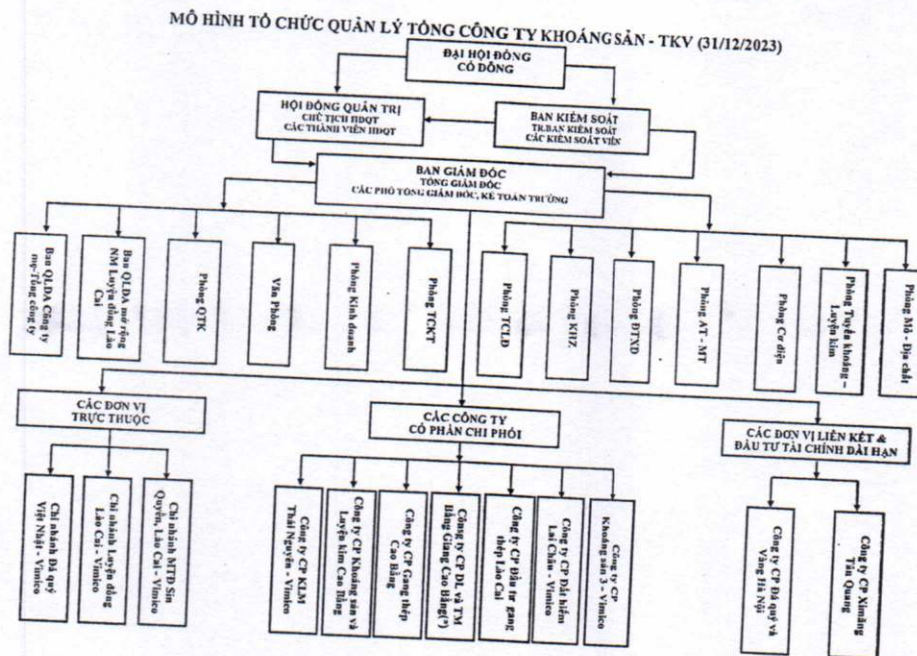 MÔ HÌNH TỔ CHỨC QUẢN LÝ TỔNG CÔNG TY KHOÁNG SẢN - TKV (31/12/2023)
ĐẠI HỘI ĐỒNG
CỔ ĐÔNG
HỘI ĐỒNG QUẢN TRỊ
CHỦ TỊCH HĐQT
CÁC THÀNH VIÊN HĐQT
BAN KIỂM SOÁT
TR.BAN KIỂM SOÁT
CÁC KIỂM SOÁT VIÊN
BAN GIÁM ĐỐC
TỔNG GIÁM ĐỐC
CÁC PHÓ TỔNG GIÁM ĐỐC, KẾ TOÁN TRƯỞNG
Ban QLDA Công ty
mẹ-Tổng công ty
Ban QLDA mở rộng
NM Luyện đồng Lào
Cai
Phòng QTK
Văn Phòng
Phòng Kinh doanh
Phòng TCKT
Phòng TCLĐ
Phòng KHZ
Phòng ĐTXD
Phòng AT - MT
Phòng Cơ điện
Phòng Tuyển khoáng –
Luyện kim
Phòng Mỏ - Địa chất
CÁC ĐƠN VỊ
TRỰC THUỘC
CÁC CÔNG TY
CỔ PHẦN CHI PHỐI
CÁC ĐƠN VỊ LIÊN KẾT &
ĐẦU TƯ TÀI CHÍNH DÀI HẠN
Chi nhánh Đá quý
Việt Nhật - Vimico
Chi nhánh Luyện đồng
Lào Cai - Vimico
Chi nhánh MTĐ Sin
Quyền, Lào Cai - Vimico
Công ty CP KLM
Thái Nguyên - Vimico
Công ty CP Khoáng sản và
Luyện kim Cao Bằng
Công ty CP Gang thép
Cao Bằng
Công ty CP DL và TM
Bằng Giang Cao Bằng(*)
Công ty CP Đầu tư gang
thép Lào Cai
Công ty CP Đất hiếm
Lai Châu - Vimico
Công ty CP
Khoáng sản 3 - Vimico
Công ty CP Đá quý và
Vàng Hà Nội
Công ty CP Ximăng
Tân Quang